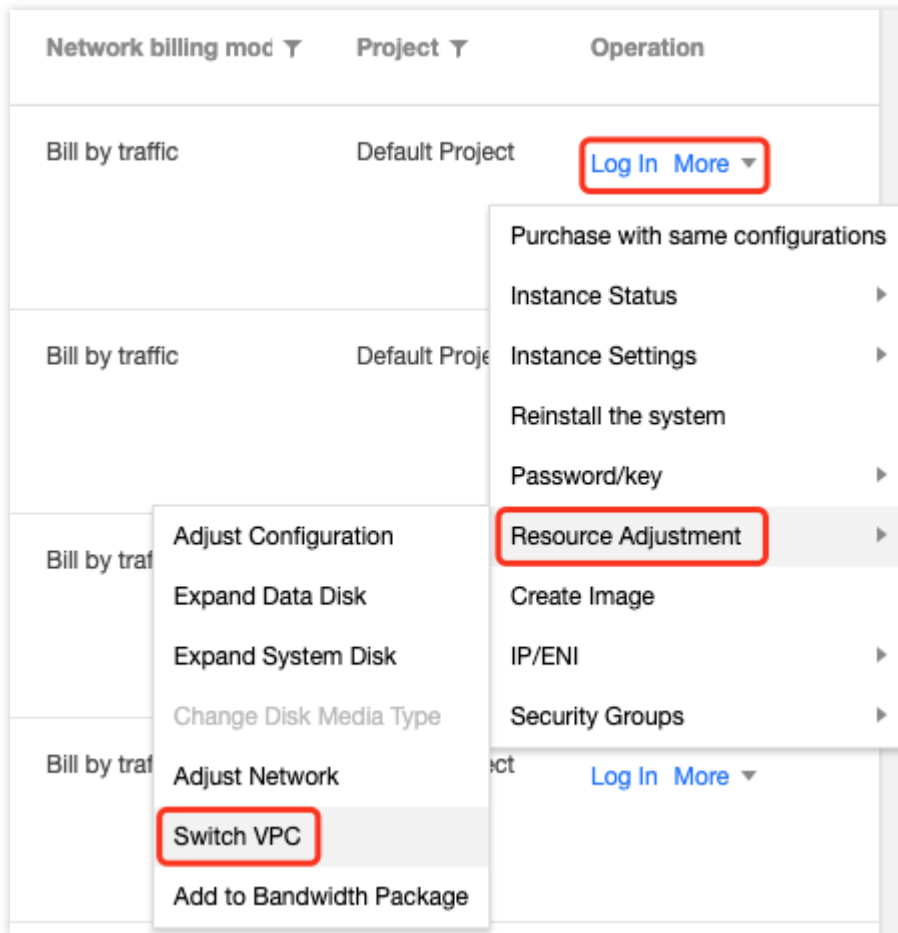 Network billing mod Project Operation
Bill by traffic Default Project Log In More
Purchase with same configurations
Instance Status
Bill by traffic Default Proje Instance Settings
Reinstall the system
Password/key
Adjust Configuration Resource Adjustment
Bill by traf
Expand Data Disk Create Image
Expand System Disk IP/ENI
Change Disk Media Type Security Groups
Bill by traf Adjust Network ect Log In More
Switch VPC
Add to Bandwidth Package